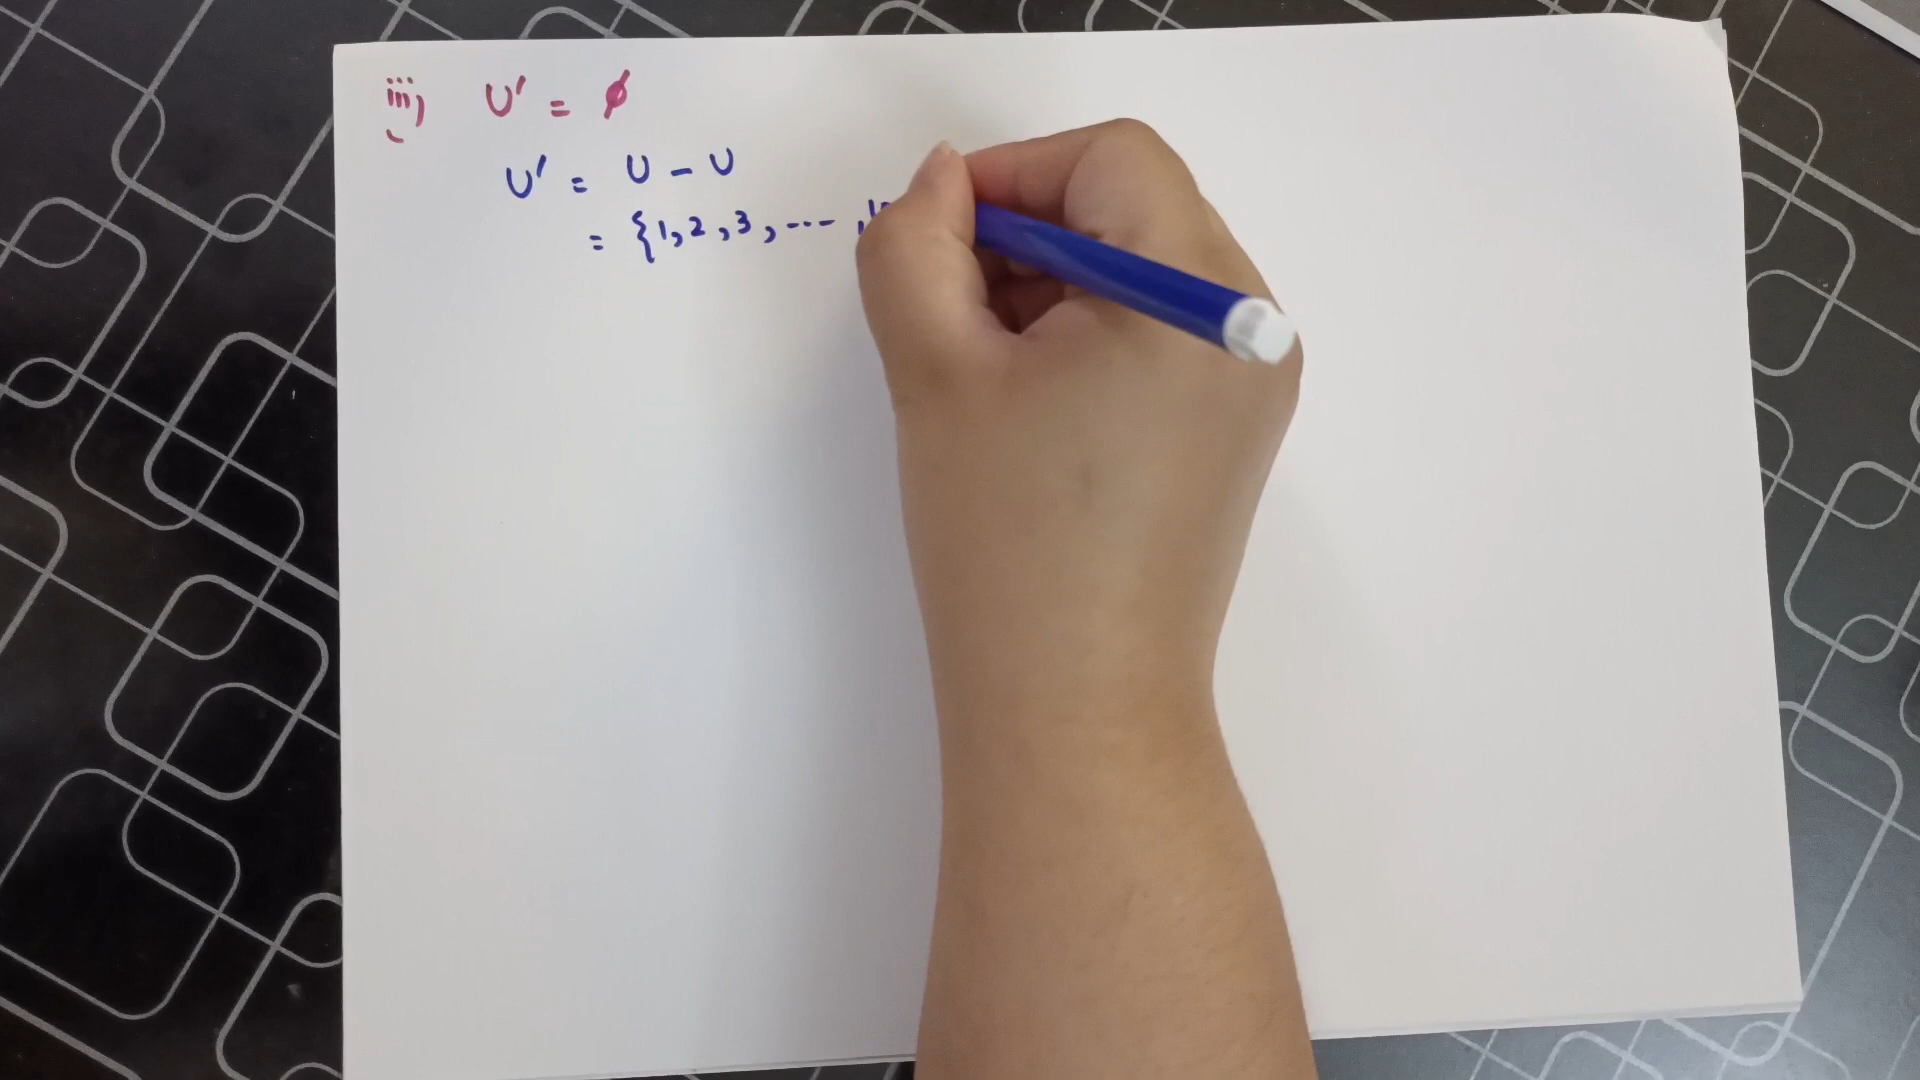 iii) U' = ϕ
U' = U - U
= {1, 2, 3, ---- ,